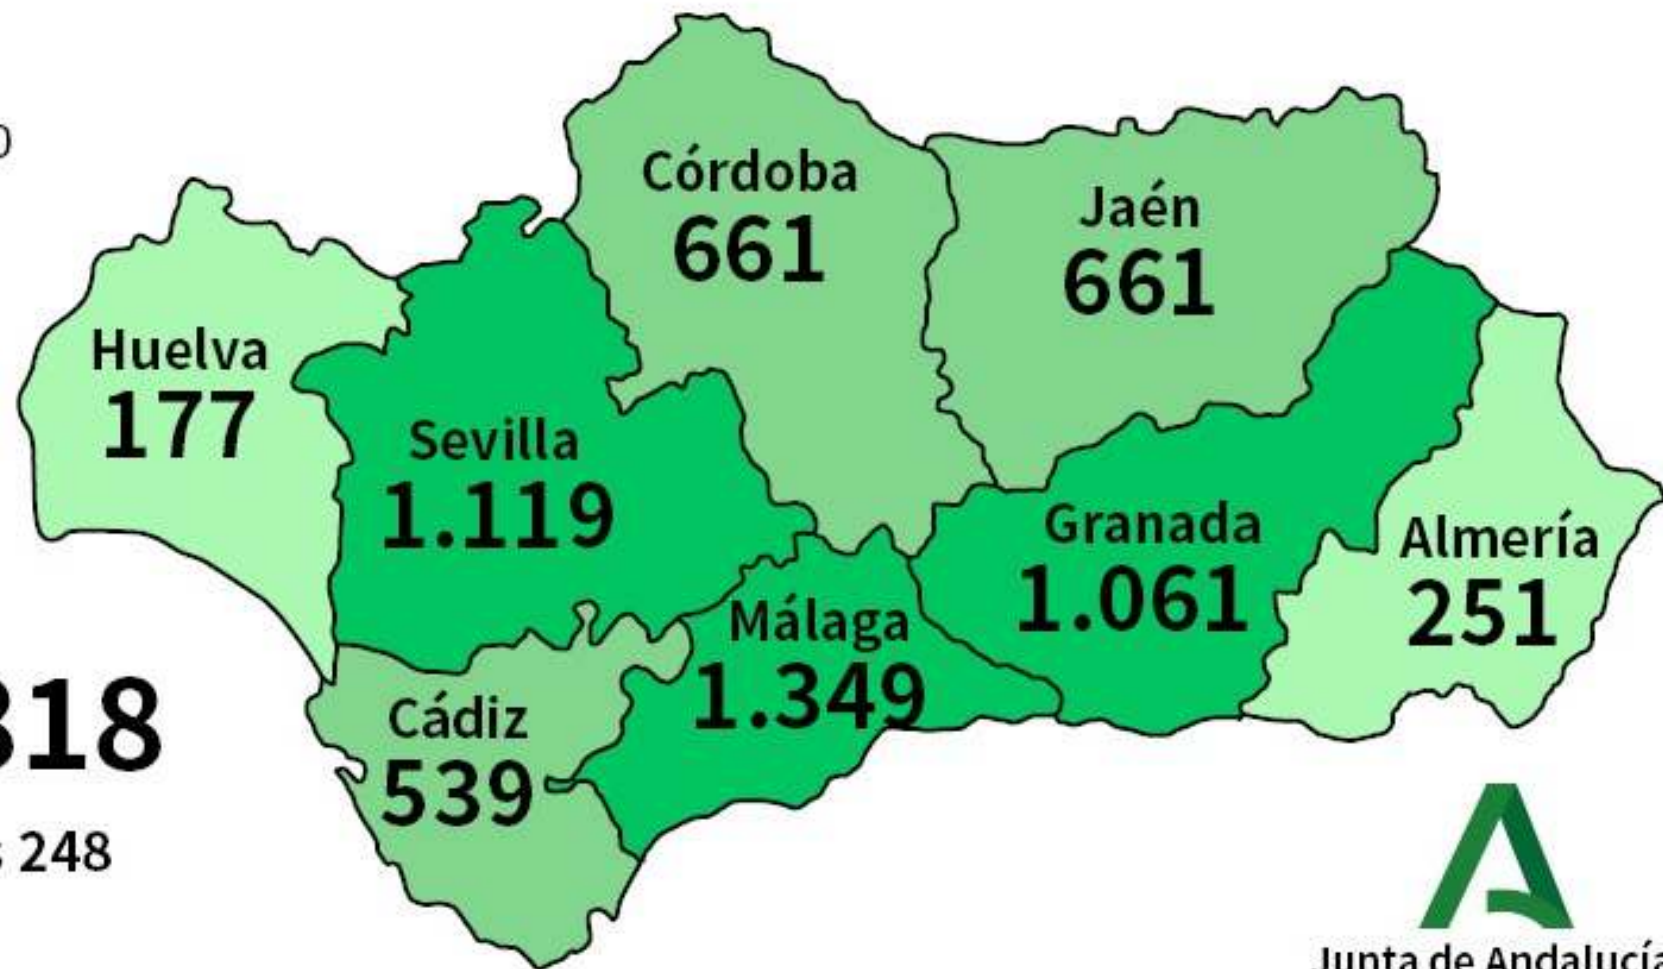 Córdoba
661
Jaén
661
Huelva
177
Sevilla
1.119
Granada
1.061
Almería
251
Málaga
1.349
Cádiz
539
318
248
Junta de Andalucía